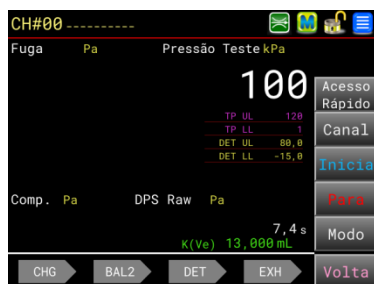 CH#00 ----------
M
Fuga Pa Pressão Teste kPa
100
Acesso Rápido
TP UL 120
TP LL 1
Canal
DET UL 80,0
DET LL -15,0
Inicia
Comp. Pa DPS Raw Pa
Para
7,4 s
Modo
K(Ve) 13,000 mL
CHG BAL2 DET EXH Volta